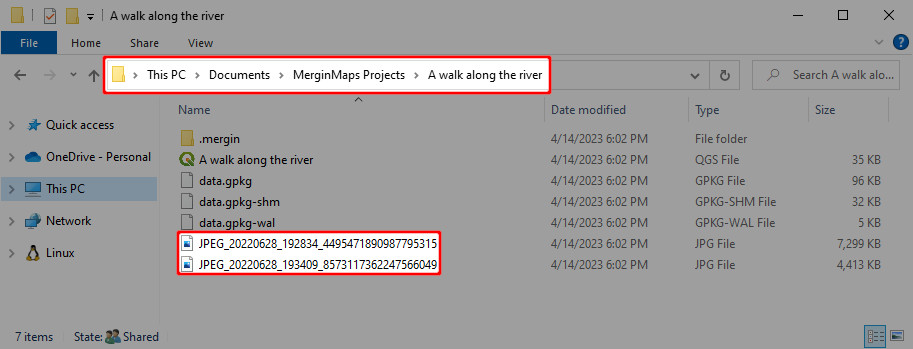 A walk along the river
File Home Share View
This PC Documents MerginMaps Projects A walk along the river Search A walk alo...
Name Date modified Type Size
Quick access
OneDrive - Personal
This PC
Network
Linux
.mergin 4/14/2023 6:02 PM File folder
A walk along the river 4/14/2023 6:02 PM QGS File 35 KB
data.gpkg 4/14/2023 6:02 PM GPKG File 96 KB
data.gpkg-shm 4/14/2023 6:02 PM GPKG-SHM File 32 KB
data.gpkg-wal 4/14/2023 6:02 PM GPKG-WAL File 5 KB
JPEG_20220628_192834_4495471890987795315 4/14/2023 6:02 PM JPG File 7,299 KB
JPEG_20220628_193409_8573117362247566049 4/14/2023 6:02 PM JPG File 4,413 KB
7 items State: Shared